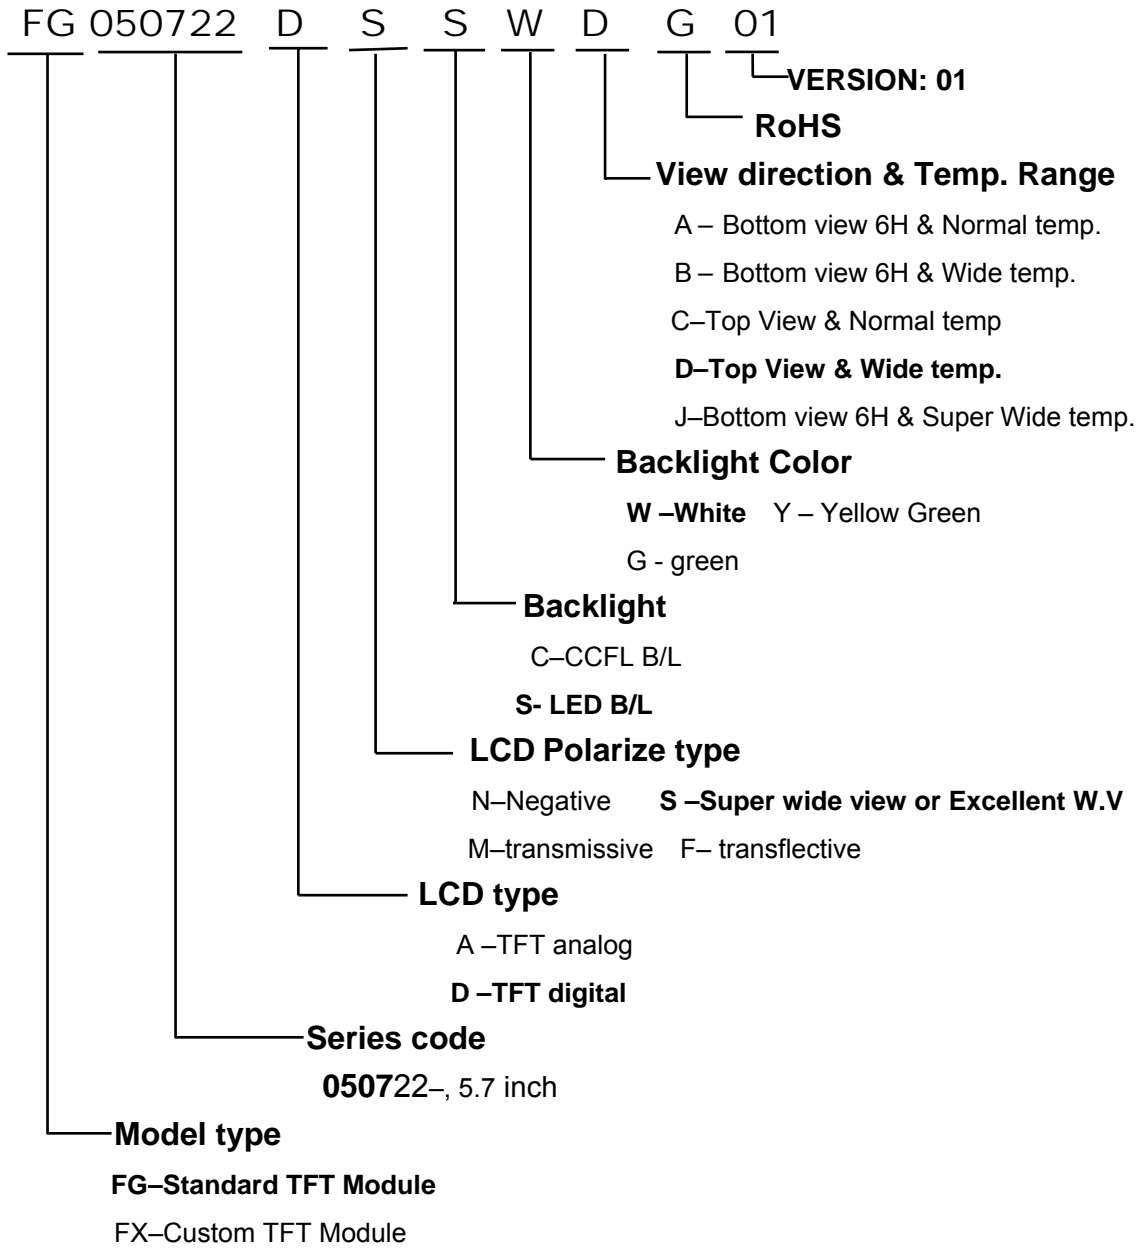 FG 050722 D S S W D G 01
VERSION: 01
RoHS
View direction & Temp. Range
A – Bottom view 6H & Normal temp.
B – Bottom view 6H & Wide temp.
C–Top View & Normal temp
D–Top View & Wide temp.
J–Bottom view 6H & Super Wide temp.
Backlight Color
W –White Y – Yellow Green
G - green
Backlight
C–CCFL B/L
S- LED B/L
LCD Polarize type
N–Negative S –Super wide view or Excellent W.V
M–transmissive F– transflective
LCD type
A –TFT analog
D –TFT digital
Series code
050722–, 5.7 inch
Model type
FG–Standard TFT Module
FX–Custom TFT Module